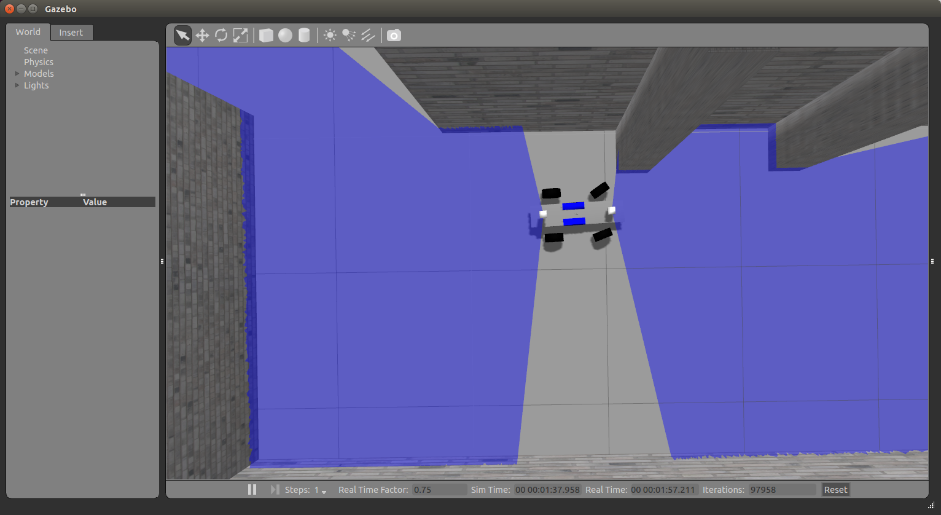 Gazebo
World Insert
Scene
Physics
Models
Lights
Property Value
Steps: 1 Real Time Factor: 0.75 Sim Time: 00 00:01:37.958 Real Time: 00 00:01:57.211 Iterations: 97958 Reset